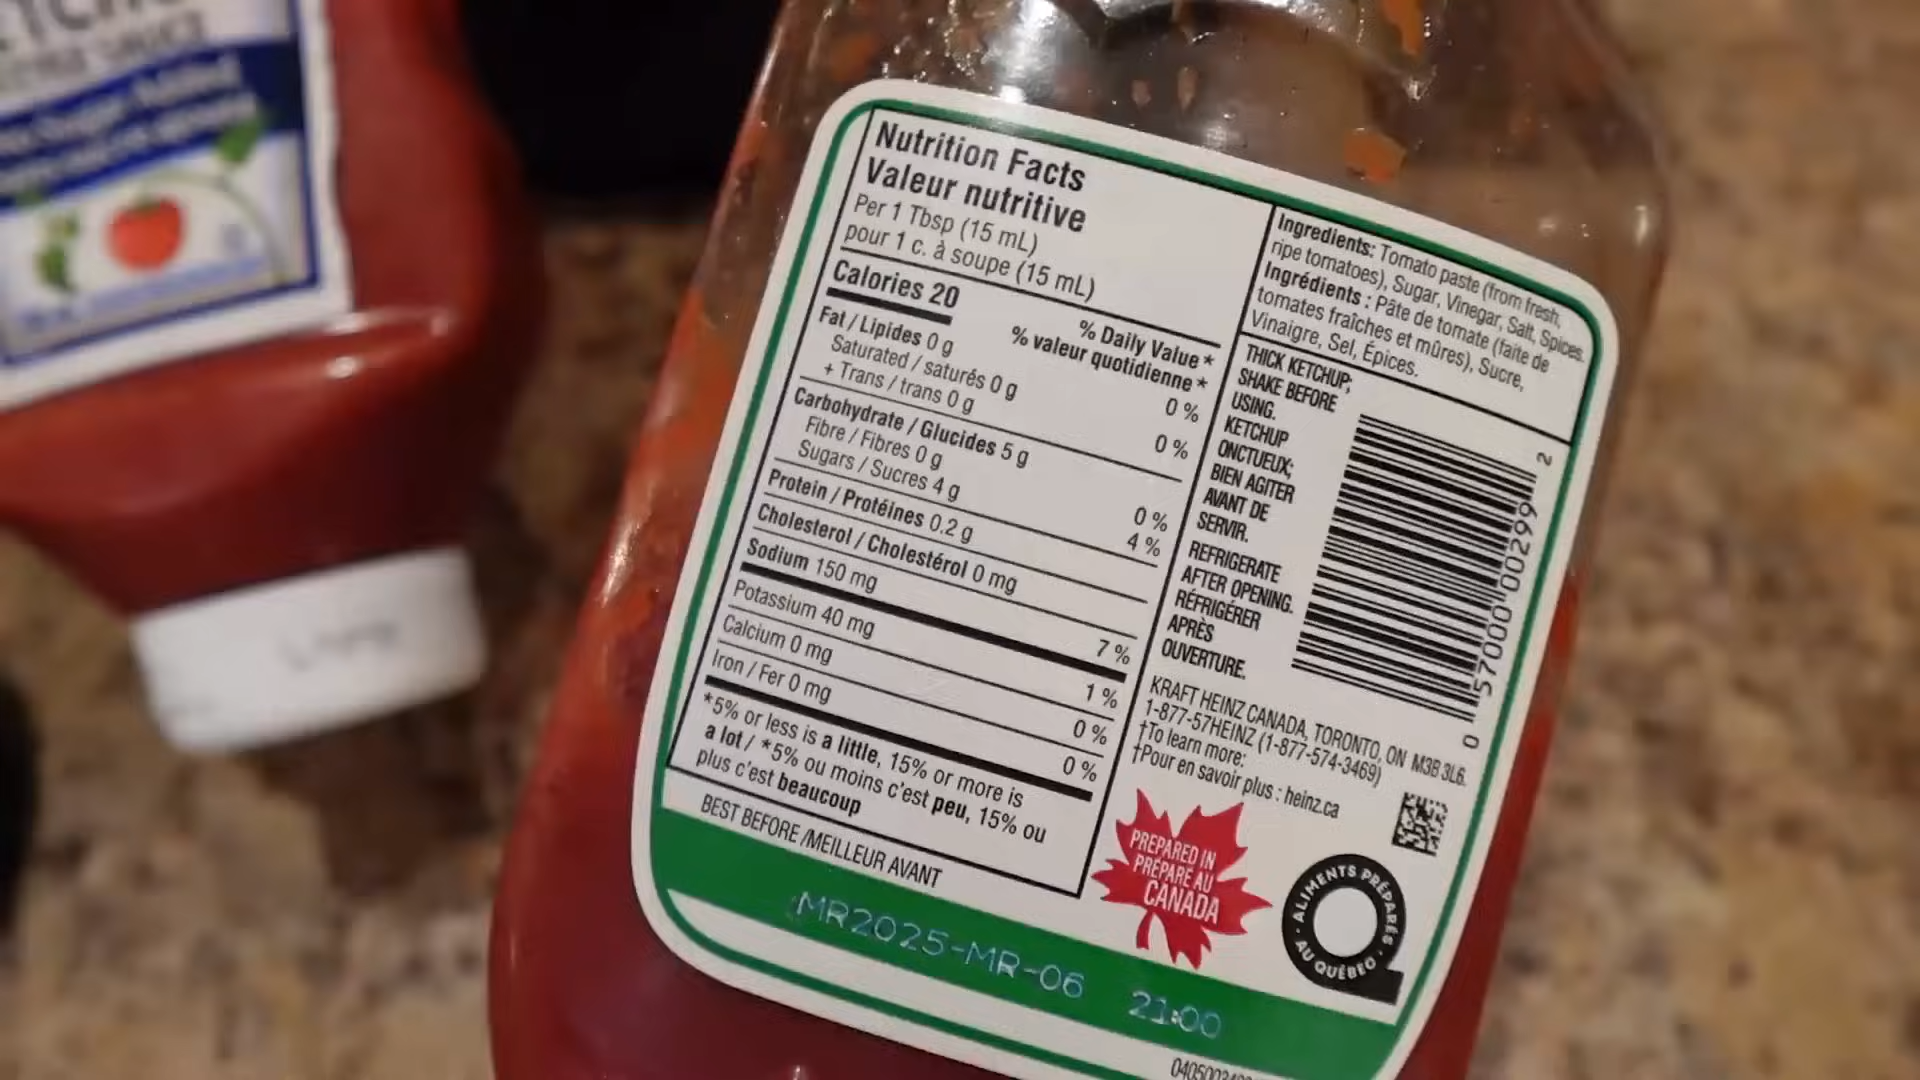 Nutrition Facts
Valeur nutritive
Per 1 Tbsp (15 mL)
pour 1 c. à soupe (15 mL)
Calories 20
% Daily Value *
% valeur quotidienne *
Fat / Lipides 0 g 0 %
Saturated / saturés 0 g
+ Trans / trans 0 g 0 %
Carbohydrate / Glucides 5 g
Fibre / Fibres 0 g 0 %
Sugars / Sucres 4 g 4 %
Protein / Protéines 0.2 g
Cholesterol / Cholestérol 0 mg
Sodium 150 mg 7 %
Potassium 40 mg 1 %
Calcium 0 mg 0 %
Iron / Fer 0 mg 0 %
*5% or less is a little, 15% or more is
a lot / *5% ou moins c'est peu, 15% ou
plus c'est beaucoup
BEST BEFORE /MEILLEUR AVANT
MR2025-MR-06 21:00
Ingredients: Tomato paste (from fresh,
ripe tomatoes), Sugar, Vinegar, Salt, Spices.
Ingrédients : Pâte de tomate (faite de
tomates fraîches et mûres), Sucre,
Vinaigre, Sel, Épices.
THICK KETCHUP;
SHAKE BEFORE
USING.
KETCHUP
ONCTUEUX;
BIEN AGITER
AVANT DE
SERVIR.
REFRIGERATE
AFTER OPENING.
RÉFRIGÉRER
APRÈS
OUVERTURE.
0 57000 00299 2
KRAFT HEINZ CANADA, TORONTO, ON M3B 3L6.
1-877-57HEINZ (1-877-574-3469)
†To learn more:
†Pour en savoir plus : heinz.ca
PREPARED IN
PRÉPARÉ AU
CANADA
ALIMENTS PRÉPARÉS
AU QUÉBEC